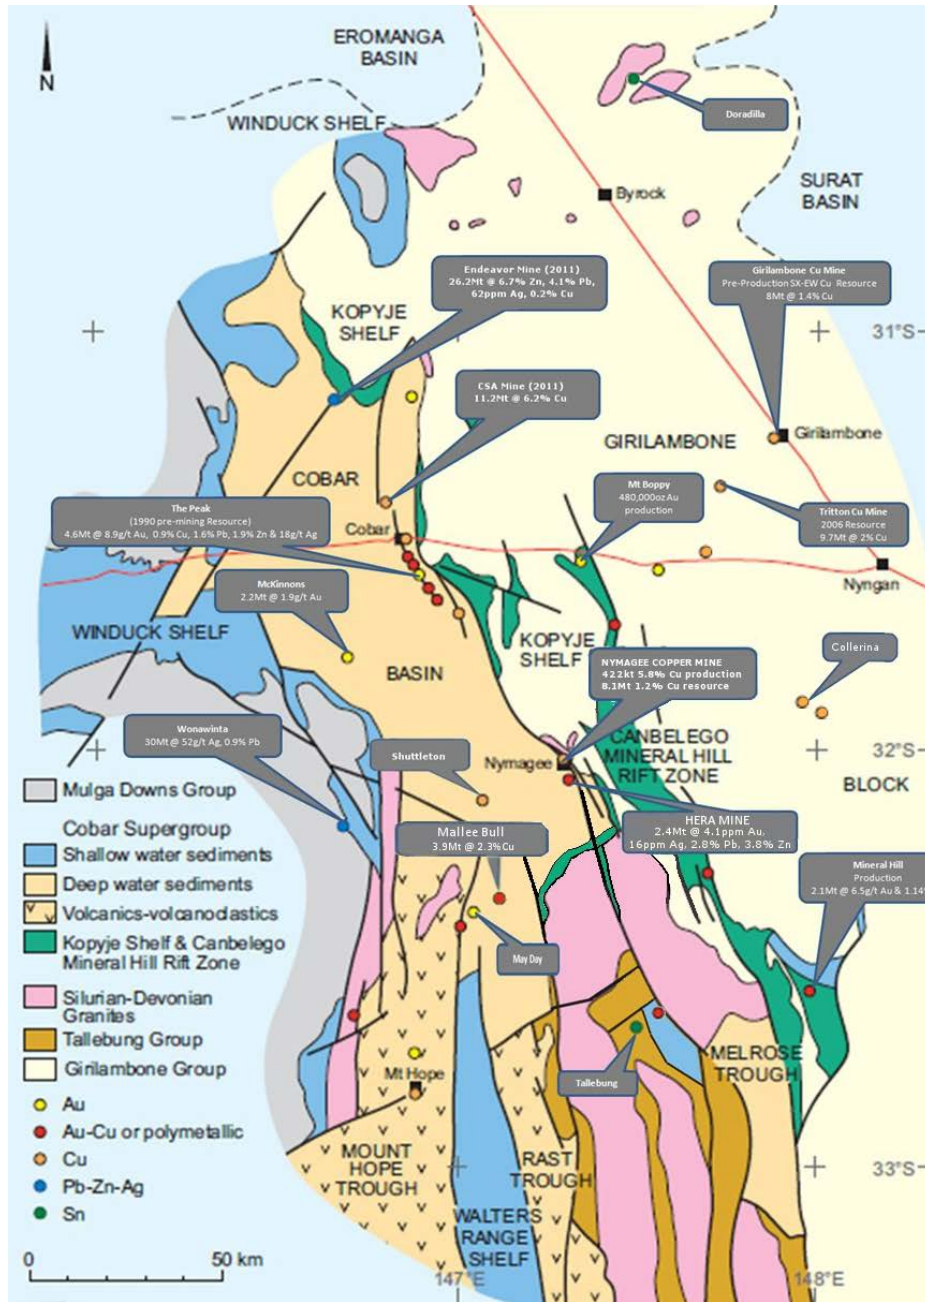 EROMANGA
BASIN
N
WINDUCK SHELF
Doradilla
SURAT
BASIN
Byrock
Endeavor Mine (2011)
26.2Mt @ 6.7% Zn, 4.1% Pb,
62ppm Ag, 0.2% Cu
Girilambone Cu Mine
Pre-Production SX-EW Cu Resource
8Mt @ 1.4% Cu
KOPYJE
SHELF
31°S
CSA Mine (2011)
11.2Mt @ 6.2% Cu
Girilambone
GIRILAMBONE
COBAR
Mt Boppy
480,000oz Au
production
The Peak
(1990 pre-mining Resource)
4.6Mt @ 8.9g/t Au, 0.9% Cu, 1.6% Pb, 1.9% Zn & 18g/t Ag
Tritton Cu Mine
2006 Resource
9.7Mt @ 2% Cu
Cobar
Nyngan
McKinnons
2.2Mt @ 1.9g/t Au
WINDUCK SHELF
KOPYJE
SHELF
BASIN
NYMAGEE COPPER MINE
422kt 5.8% Cu production
8.1Mt 1.2% Cu resource
Collerina
Wonawinta
30Mt @ 52g/t Ag, 0.9% Pb
CANBELEGO
MINERAL HILL
RIFT ZONE
32°S
Shuttleton
Nymagee
BLOCK
Mulga Downs Group
Cobar Supergroup
Shallow water sediments
Deep water sediments
Volcanics-volcanoclastics
Kopyje Shelf & Canbelego
Mineral Hill Rift Zone
Silurian-Devonian
Granites
Tallebung Group
Girilambone Group
HERA MINE
2.4Mt @ 4.1ppm Au,
16ppm Ag, 2.8% Pb, 3.8% Zn
Mallee Bull
3.9Mt @ 2.3%Cu
Mineral Hill
Production
2.1Mt @ 6.5g/t Au & 1.14%
May Day
MELROSE
TROUGH
Tallebung
Mt Hope
Au
Au-Cu or polymetallic
Cu
Pb-Zn-Ag
Sn
MOUNT
HOPE
TROUGH
RAST
TROUGH
33°S
WALTERS
RANGE
SHELF
0 50 km
147°E
148°E